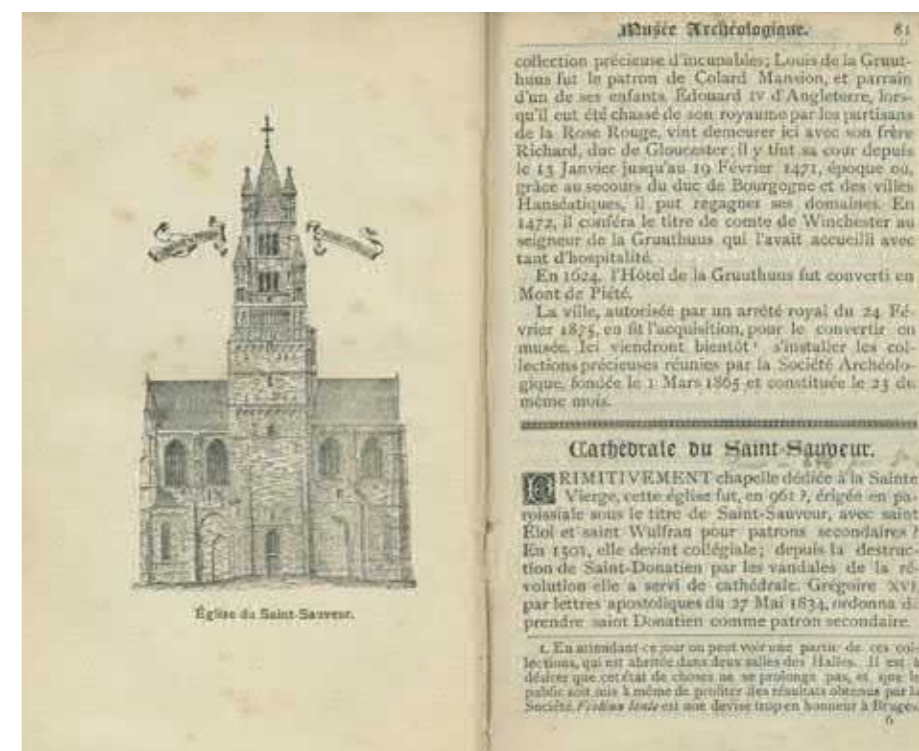 Église du Saint-Sauveur.
Musée Archéologique. 81
collection précieuse d'incunables; Louis de la Gruut-
huus fut le patron de Colard Mansion, et parrain
d'un de ses enfants. Édouard IV d'Angleterre, lors-
qu'il eut été chassé de son royaume par les partisans
de la Rose Rouge, vint demeurer ici avec son frère
Richard, duc de Gloucester; il y tint sa cour depuis
le 13 Janvier jusqu'au 19 Février 1471, époque où,
grâce au secours du duc de Bourgogne et des villes
Hanséatiques, il put regagner ses domaines. En
1472, il conféra le titre de comte de Winchester au
seigneur de la Gruuthuus qui l'avait accueilli avec
tant d'hospitalité.
En 1624, l'Hôtel de la Gruuthuus fut converti en
Mont de Piété.
La ville, autorisée par un arrêté royal du 24 Fé-
vrier 1875, en fit l'acquisition, pour le convertir en
musée. Ici viendront bientôt ¹ s'installer les col-
lections précieuses réunies par la Société Archéolo-
gique, fondée le 1 Mars 1865 et constituée le 23 du
même mois.
Cathédrale du Saint-Sauveur.
PRIMITIVEMENT chapelle dédiée à la Sainte
Vierge, cette église fut, en 961 ?, érigée en pa-
roissiale sous le titre de Saint-Sauveur, avec saint
Éloi et saint Wulfran pour patrons secondaires ?
En 1501, elle devint collégiale; depuis la destruc-
tion de Saint-Donatien par les vandales de la ré-
volution elle a servi de cathédrale. Grégoire XVI
par lettres apostoliques du 27 Mai 1834, ordonna de
prendre saint Donatien comme patron secondaire.
1. En attendant ce jour on peut voir une partie de ces col-
lections, qui est abritée dans deux salles des Halles. Il est à
désirer que cet état de choses ne se prolonge pas, et que le
public soit mis à même de profiter des résultats obtenus par la
Société. Festina lente est une devise trop en honneur à Bruges.
6